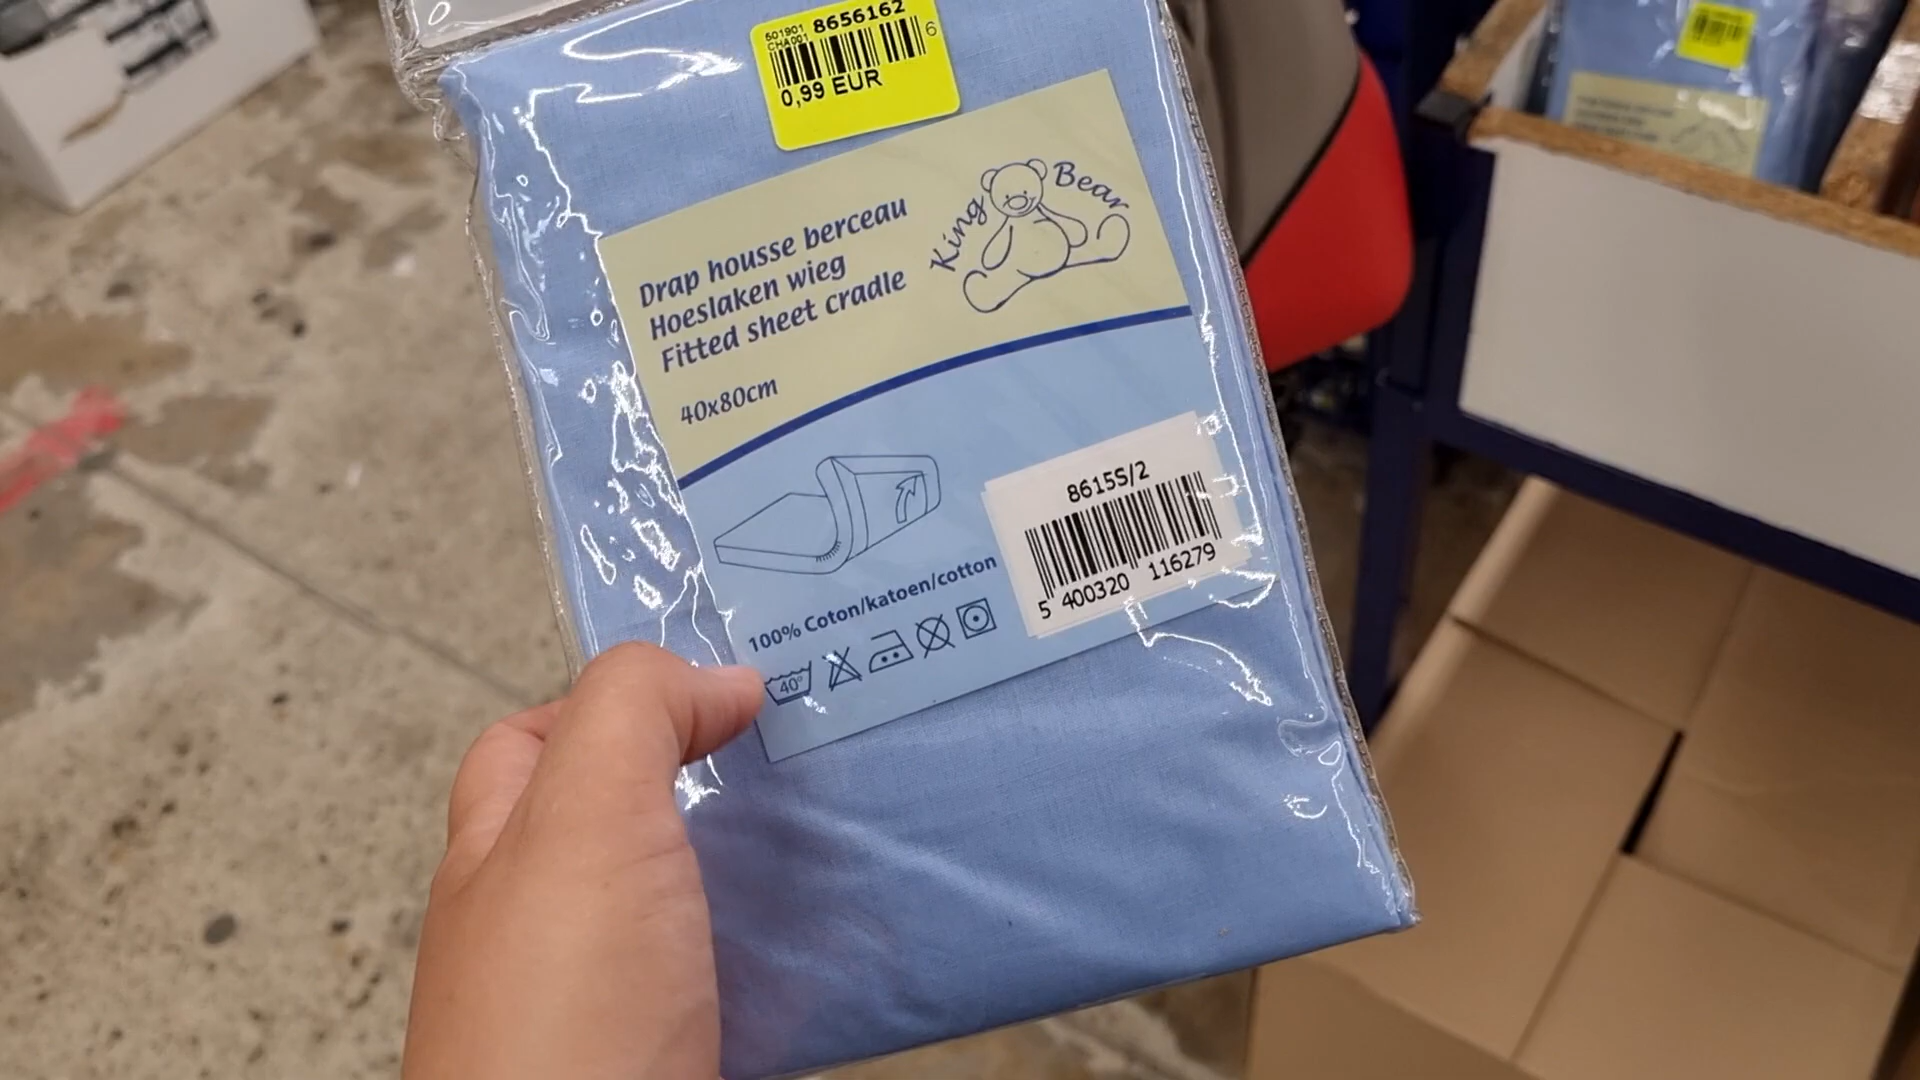 501901 8656162
CHA001
6
0,99 EUR
King Bear
Drap housse berceau
Hoeslaken wieg
Fitted sheet cradle
40x80cm
8615S/2
5 400320 116279
100% Coton/katoen/cotton
40°